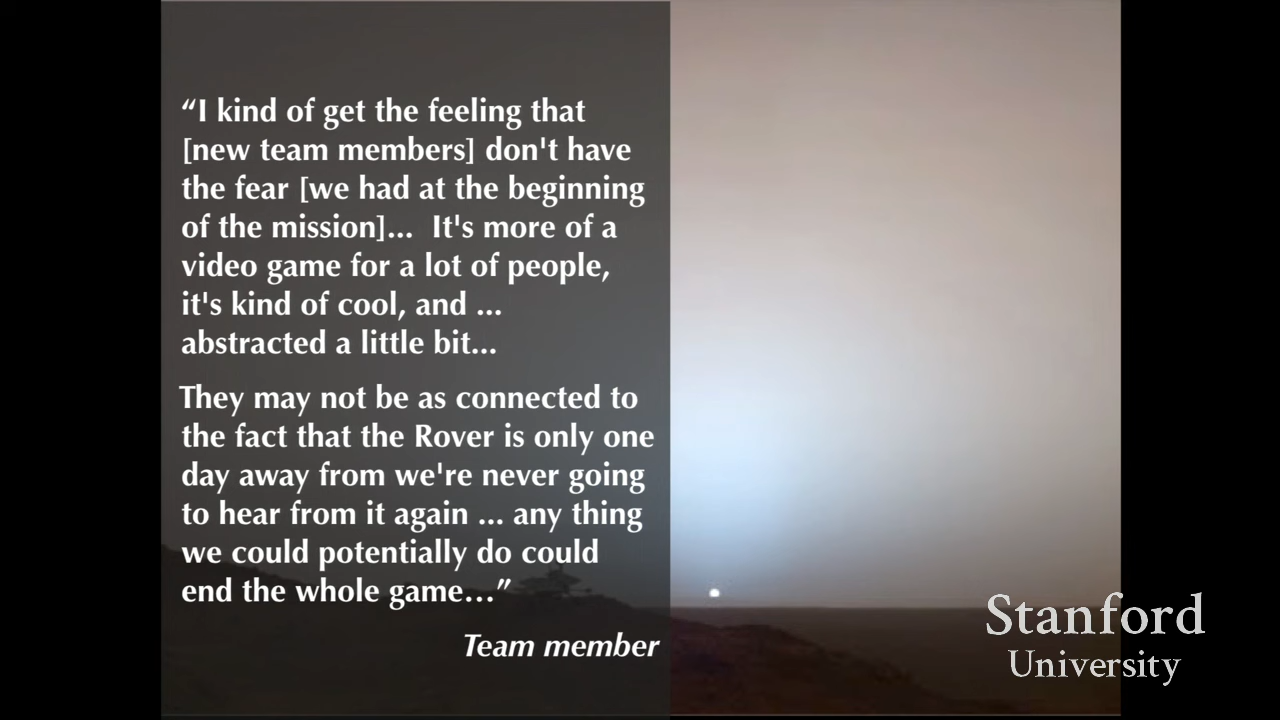 “I kind of get the feeling that
[new team members] don't have
the fear [we had at the beginning
of the mission]...  It's more of a
video game for a lot of people,
it's kind of cool, and ...
abstracted a little bit...
They may not be as connected to
the fact that the Rover is only one
day away from we're never going
to hear from it again ... any thing
we could potentially do could
end the whole game…”
Team member
Stanford
University